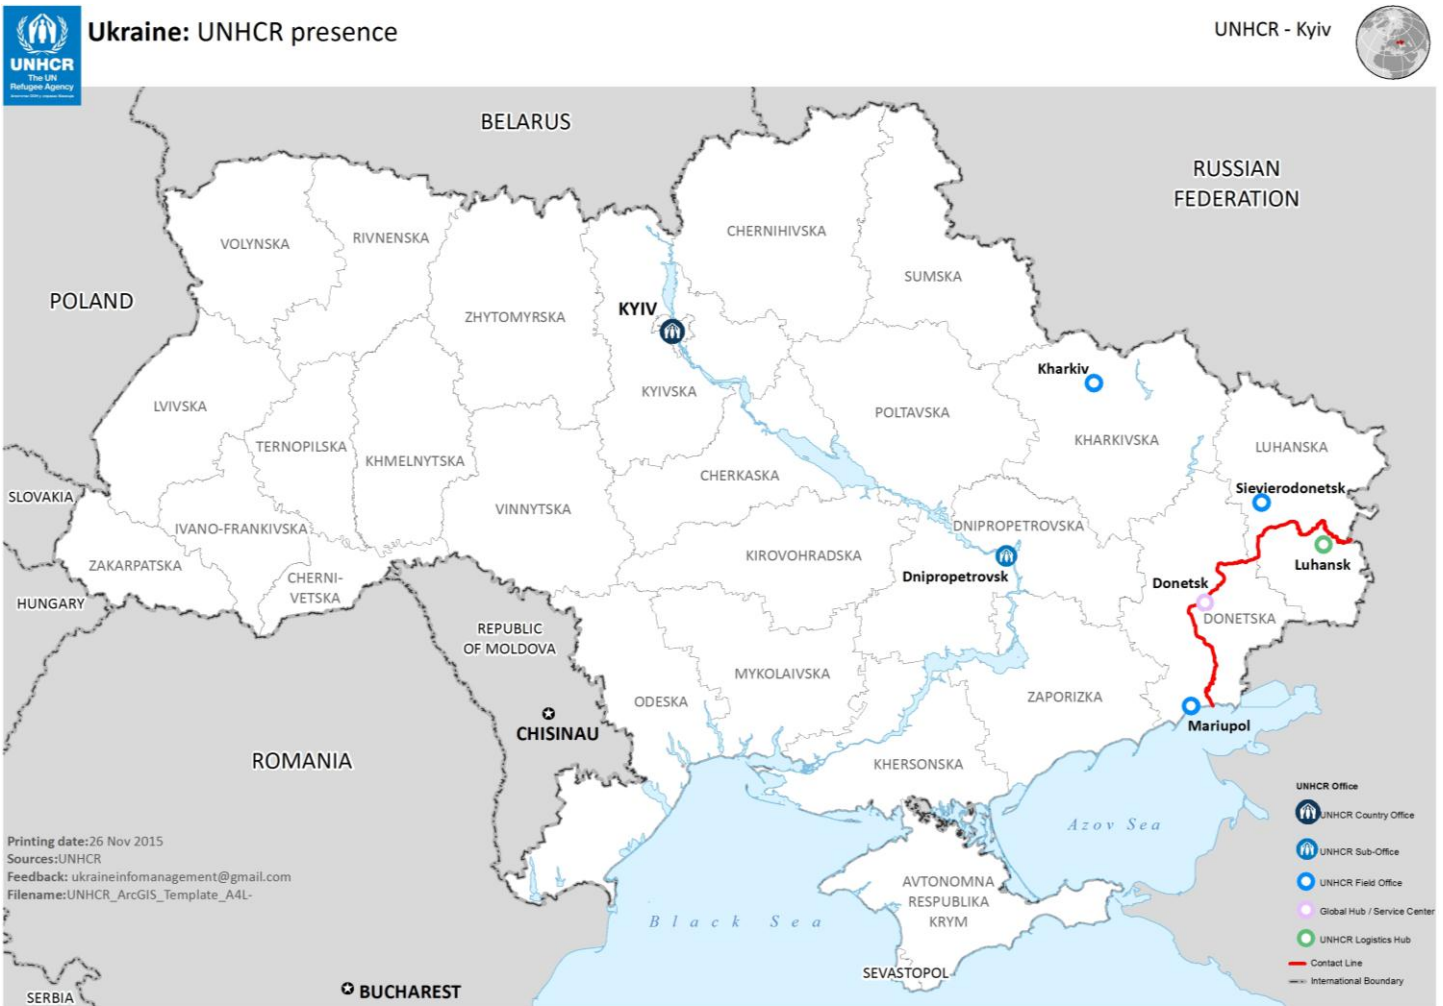 UNHCR
The UN
Refugee Agency
Ukraine: UNHCR presence
UNHCR - Kyiv
BELARUS
RUSSIAN
FEDERATION
POLAND
VOLYNSKA
RIVNENSKA
CHERNIHIVSKA
SUMSKA
ZHYTOMYRSKA
KYIV
KYIVSKA
Kharkiv
LVIVSKA
POLTAVSKA
KHARKIVSKA
LUHANSKA
TERNOPILSKA
KHMELNYTSKA
CHERKASKA
SLOVAKIA
Sievierodonetsk
VINNYTSKA
IVANO-FRANKIVSKA
DNIPROPETROVSKA
ZAKARPATSKA
KIROVOHRADSKA
Luhansk
CHERNI-
VETSKA
Dnipropetrovsk
Donetsk
HUNGARY
DONETSKA
REPUBLIC
OF MOLDOVA
MYKOLAIVSKA
ODESKA
ZAPORIZKA
CHISINAU
Mariupol
ROMANIA
KHERSONSKA
Azov Sea
AVTONOMNA
RESPUBLIKA
KRYM
Black Sea
SEVASTOPOL
BUCHAREST
SERBIA
Printing date:26 Nov 2015
Sources:UNHCR
Feedback: ukraineinfomanagement@gmail.com
Filename:UNHCR_ArcGIS_Template_A4L-
UNHCR Office
UNHCR Country Office
UNHCR Sub-Office
UNHCR Field Office
Global Hub / Service Center
UNHCR Logistics Hub
Contact Line
International Boundary